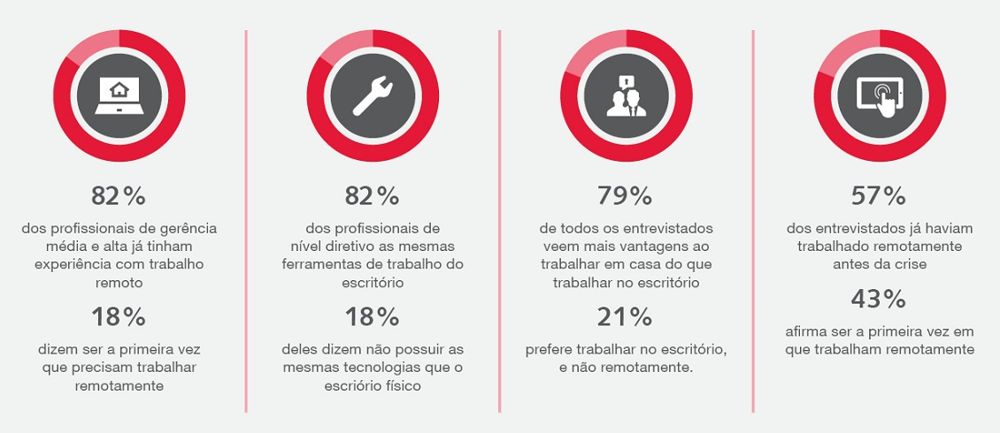 82%
dos profissionais de gerência
média e alta já tinham
experiência com trabalho
remoto
18%
dizem ser a primeira vez
que precisam trabalhar
remotamente
82%
dos profissionais de
nível diretivo as mesmas
ferramentas de trabalho do
escritório
18%
deles dizem não possuir as
mesmas tecnologias que o
escriório físico
79%
de todos os entrevistados
veem mais vantagens ao
trabalhar em casa do que
trabalhar no escritório
21%
prefere trabalhar no escritório,
e não remotamente.
57%
dos entrevistados já haviam
trabalhado remotamente
antes da crise
43%
afirma ser a primeira vez em
que trabalham remotamente